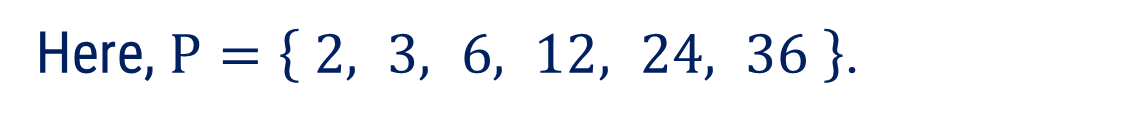 Here, P = { 2, 3, 6, 12, 24, 36 }.